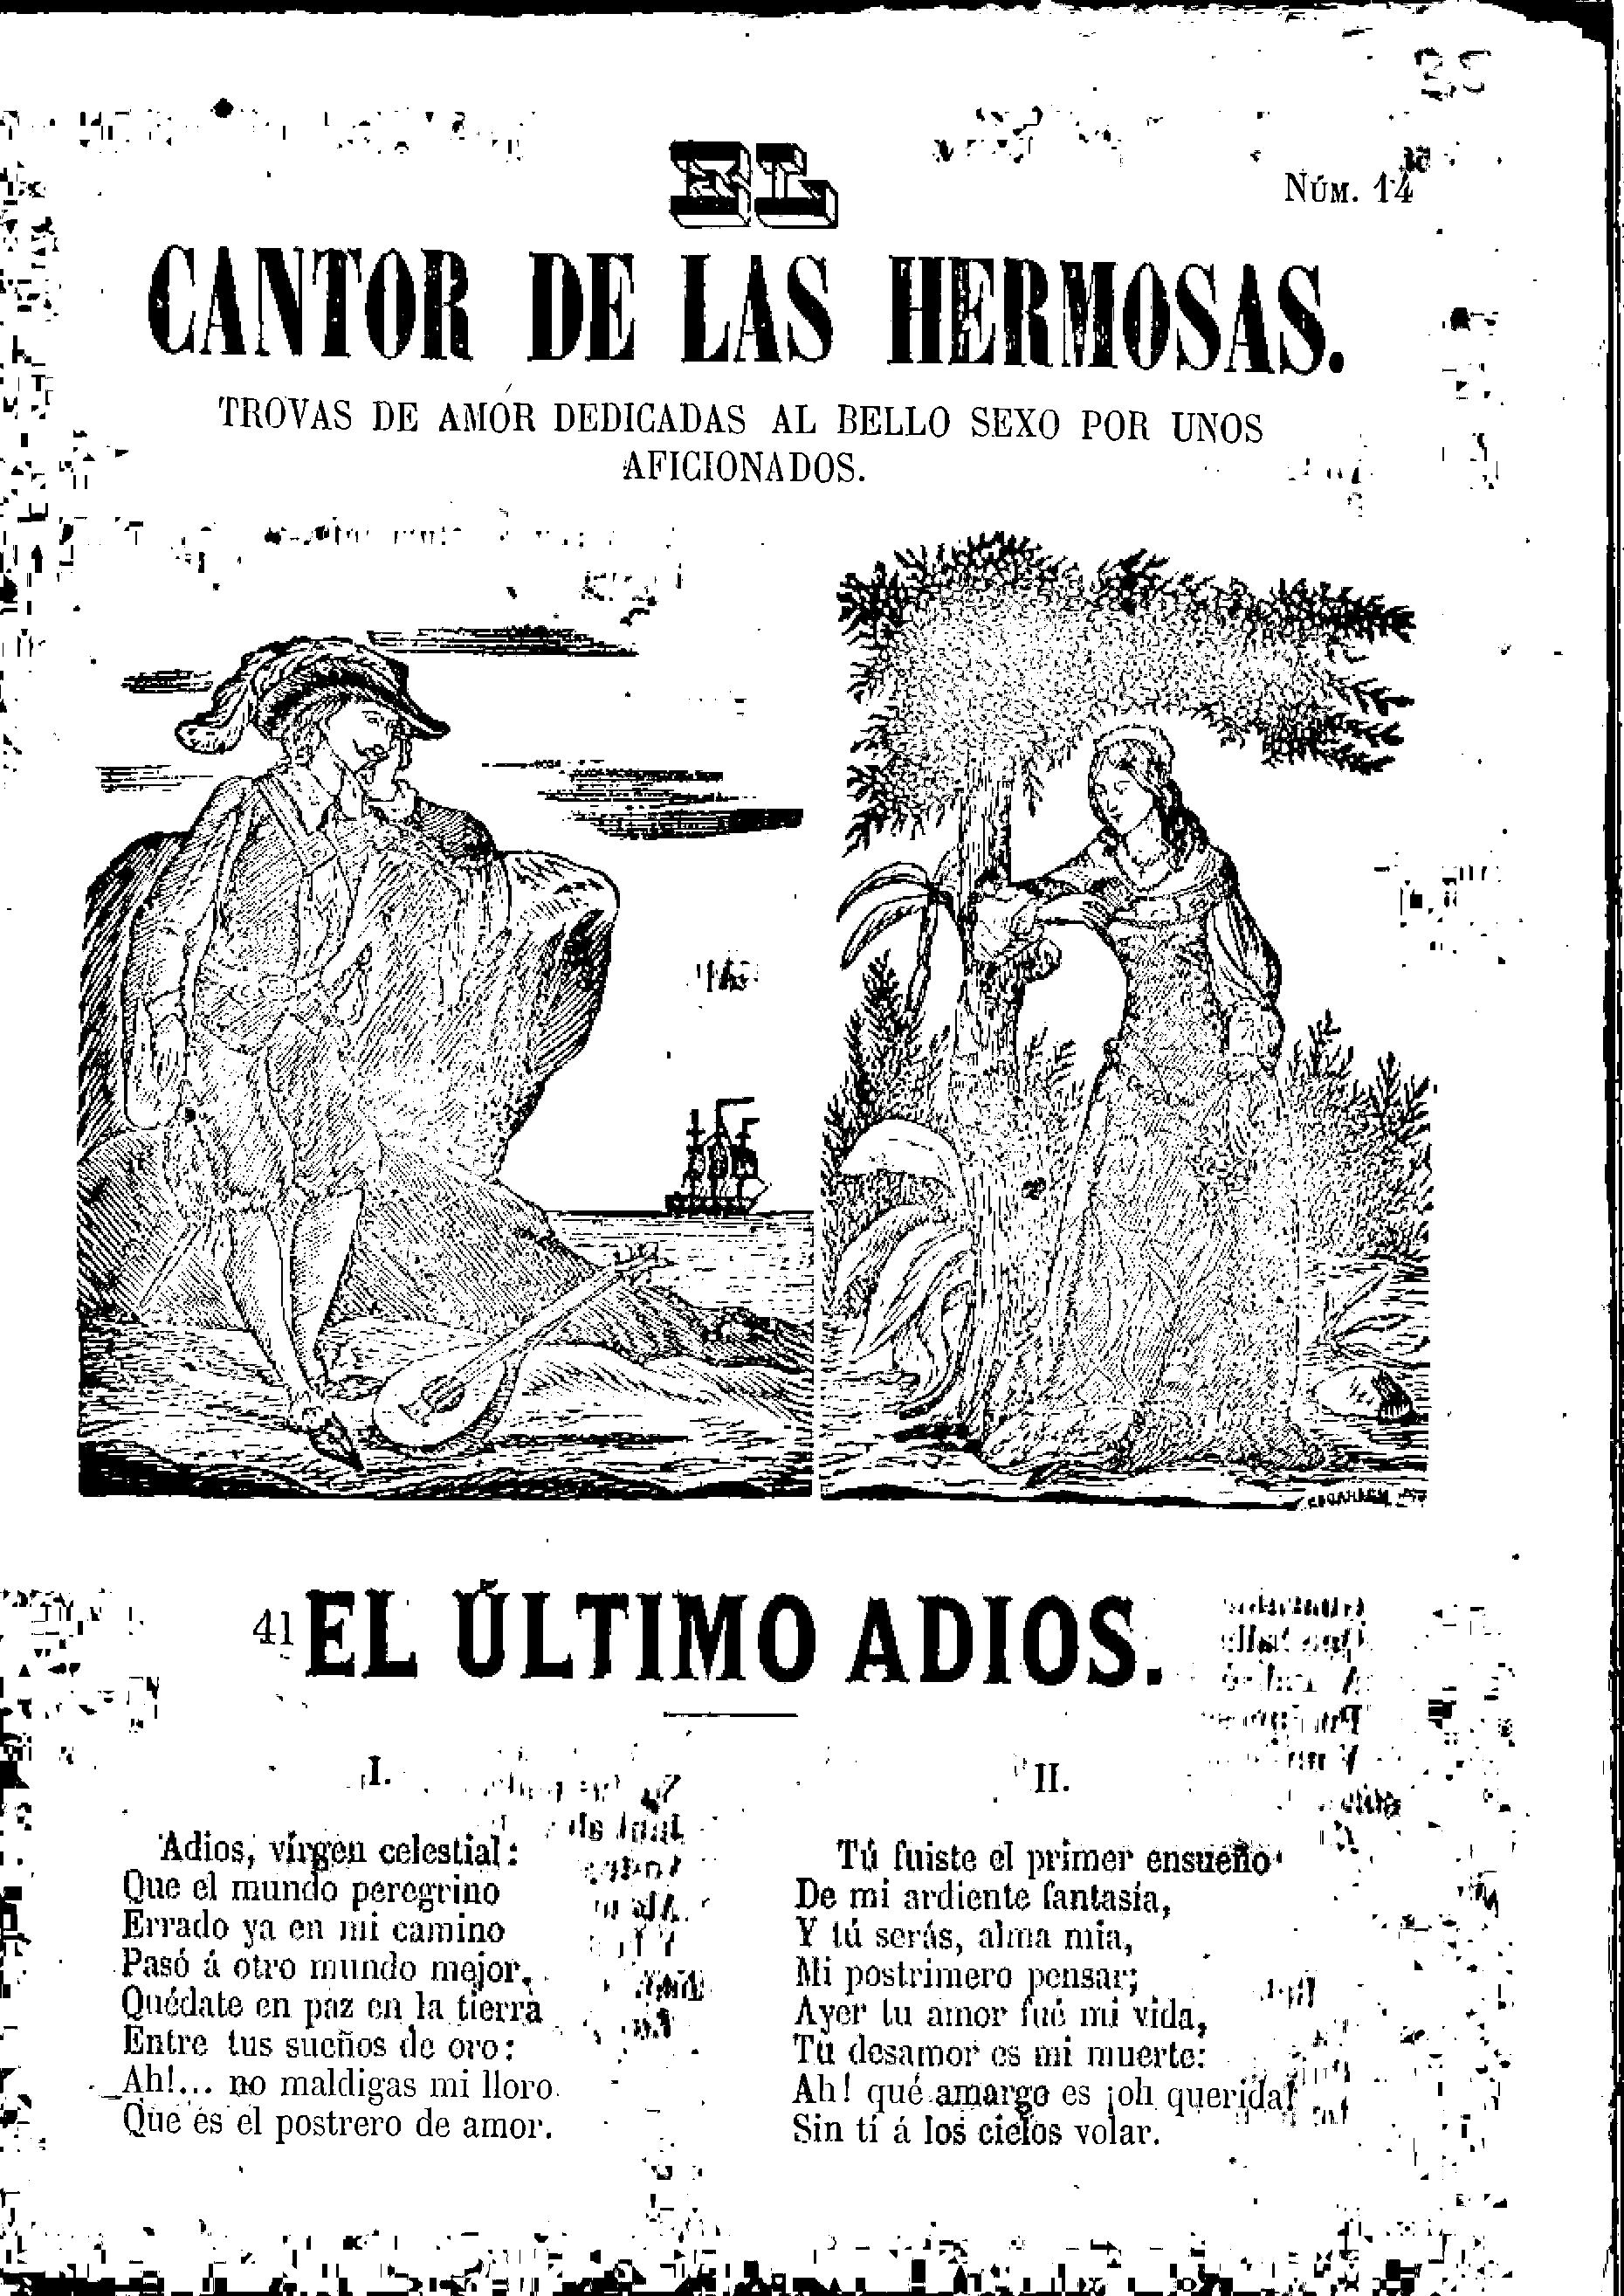 NÚM. 14
EL
CANTOR DE LAS HERMOSAS.
TROVAS DE AMOR DEDICADAS AL BELLO SEXO POR UNOS
AFICIONADOS.
41 EL ÚLTIMO ADIOS.
I.
Adios, vírgen celestial:
Que el mundo peregrino
Errado ya en mi camino
Pasó á otro mundo mejor,
Quédate en paz en la tierra
Entre tus sueños de oro:
Ah!... no maldigas mi lloro
Que es el postrero de amor.
II.
Tú fuiste el primer ensueño
De mi ardiente fantasía,
Y tú serás, alma mia,
Mi postrimero pensar;
Ayer tu amor fué mi vida,
Tu desamor es mi muerte:
Ah! qué amargo es ¡oh querida!
Sin tí á los cielos volar.